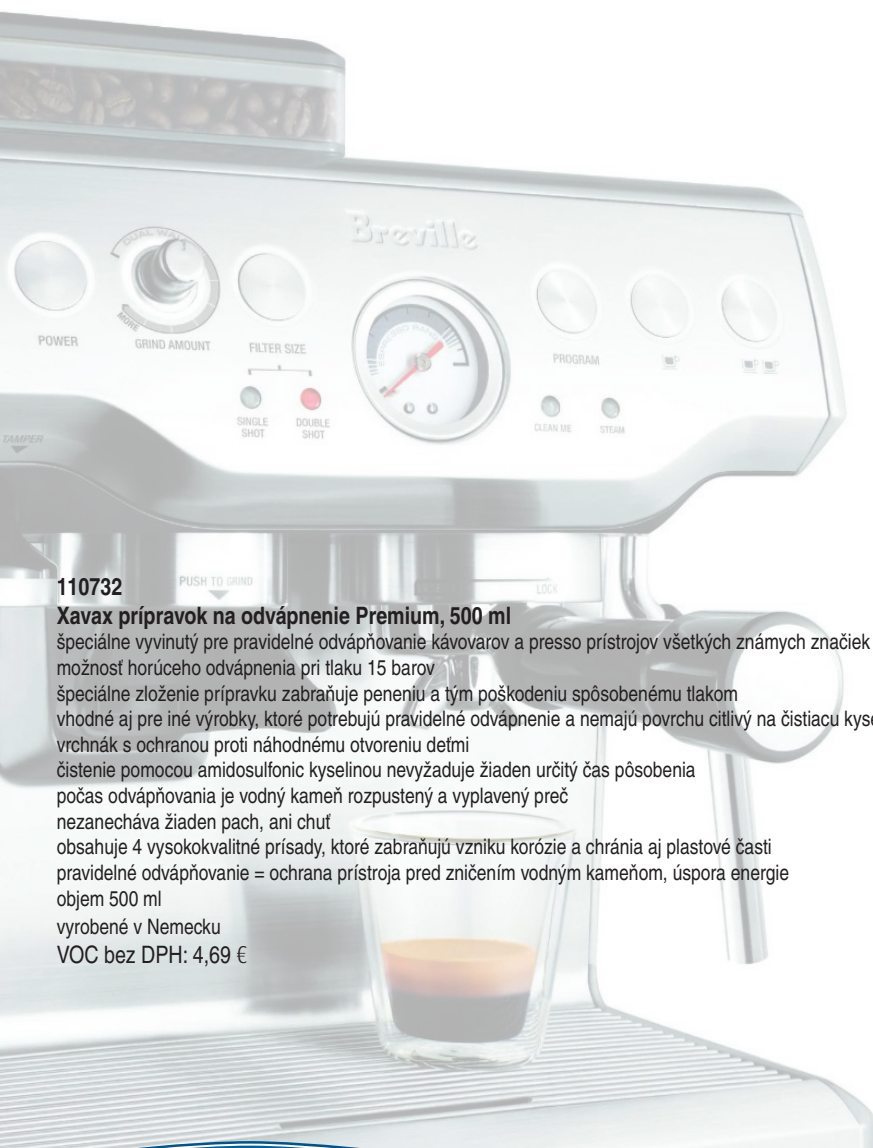 Breville
DUAL WALL
MORE
POWER
GRIND AMOUNT
FILTER SIZE
ESPRESSO RANGE
PROGRAM
SINGLE SHOT
DOUBLE SHOT
CLEAN ME
STEAM
TAMPER
PUSH TO GRIND
LOCK
110732
Xavax prípravok na odvápnenie Premium, 500 ml
špeciálne vyvinutý pre pravidelné odvápňovanie kávovarov a presso prístrojov všetkých známych značiek
možnosť horúceho odvápnenia pri tlaku 15 barov
špeciálne zloženie prípravku zabraňuje peneniu a tým poškodeniu spôsobenému tlakom
vhodné aj pre iné výrobky, ktoré potrebujú pravidelné odvápnenie a nemajú povrchu citlivý na čistiacu
vrchnák s ochranou proti náhodnému otvoreniu deťmi
čistenie pomocou amidosulfonic kyselinou nevyžaduje žiaden určitý čas pôsobenia
počas odvápňovania je vodný kameň rozpustený a vyplavený preč
nezanecháva žiaden pach, ani chuť
obsahuje 4 vysokokvalitné prísady, ktoré zabraňujú vzniku korózie a chránia aj plastové časti
pravidelné odvápňovanie = ochrana prístroja pred zničením vodným kameňom, úspora energie
objem 500 ml
vyrobené v Nemecku
VOC bez DPH: 4,69 €